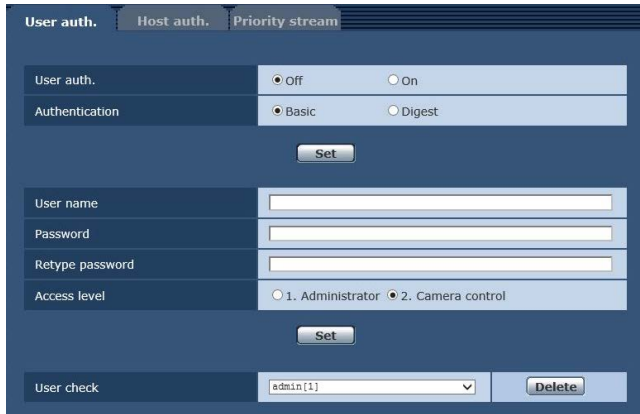 User auth. Host auth. Priority stream
User auth. Off On
Authentication Basic Digest
Set
User name
Password
Retype password
Access level 1. Administrator 2. Camera control
Set
User check admin[1] Delete